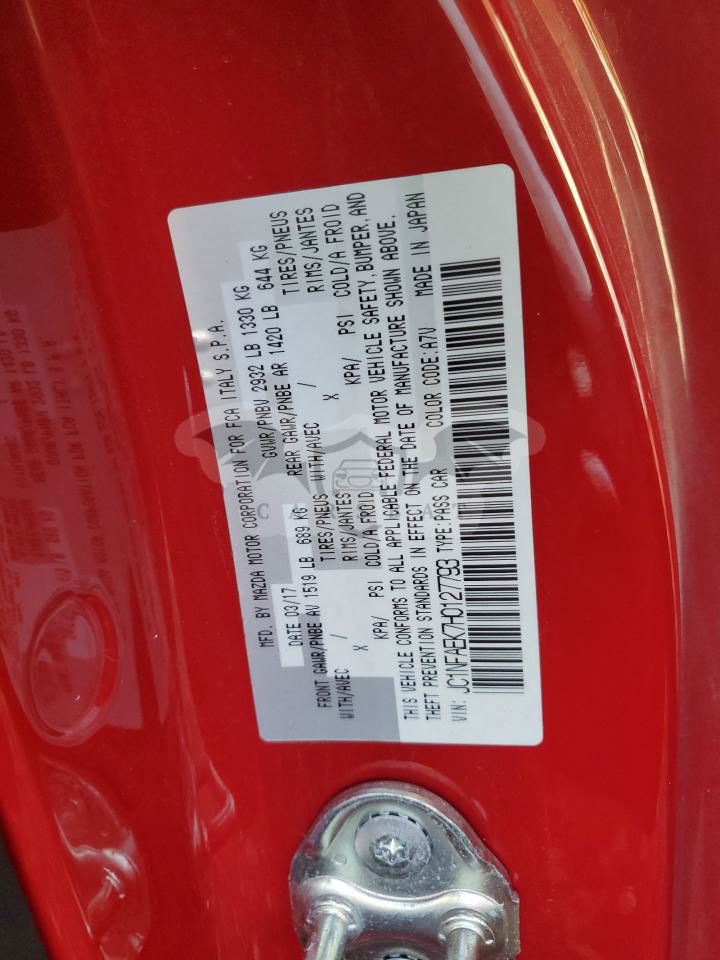 MFD. BY MAZDA MOTOR CORPORATION FOR FCA ITALY S.P.A.
DATE 03/17 GVWR/PNBV 2932 LB 1330 KG
FRONT GAWR/PNBE AV 1519 LB 689 KG REAR GAWR/PNBE AR 1420 LB 644 KG
WITH/AVEC / TIRES/PNEUS WITH/AVEC / TIRES/PNEUS
X RIMS/JANTES X RIMS/JANTES
KPA/ PSI COLD/A FROID KPA/ PSI COLD/A FROID
THIS VEHICLE CONFORMS TO ALL APPLICABLE FEDERAL MOTOR VEHICLE SAFETY, BUMPER, AND
THEFT PREVENTION STANDARDS IN EFFECT ON THE DATE OF MANUFACTURE SHOWN ABOVE.
VIN: JC1NFAEK7H0127793 TYPE:PASS CAR COLOR CODE:A7V MADE IN JAPAN